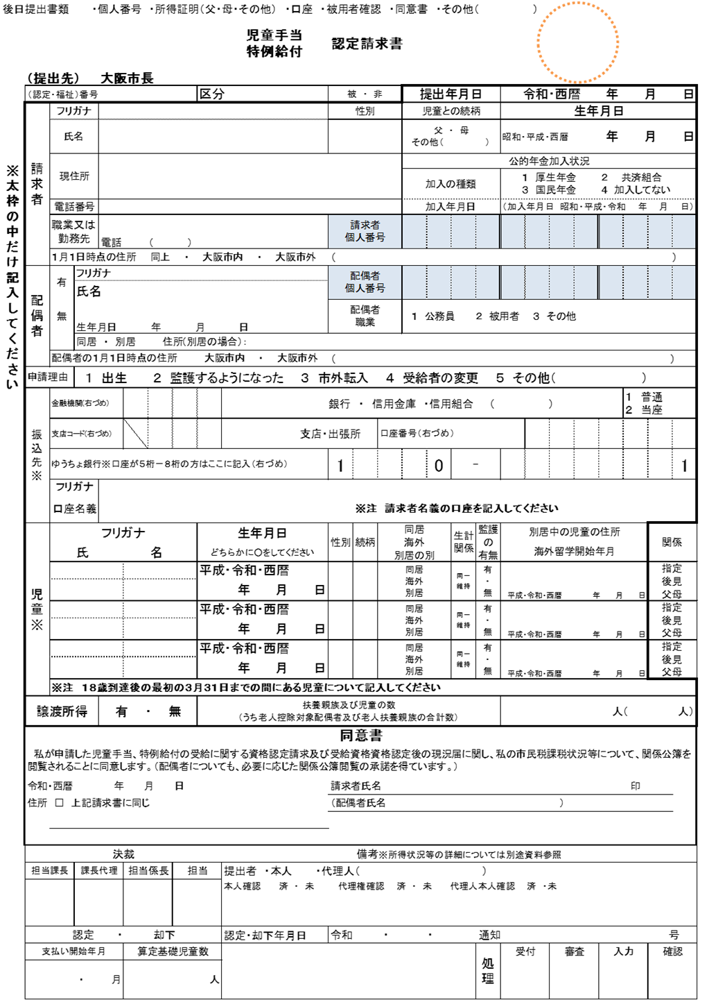 後日提出書類　・個人番号 ・所得証明(父・母・その他) ・口座 ・被用者確認 ・同意書 ・その他(　　　　　)
児童手当
特例給付
認定請求書
(提出先)　大阪市長
(認定・福祉)番号　区分　被 ・ 非　提出年月日　令和・西暦　年　月　日
フリガナ　性別　児童との続柄　生年月日
氏名　父 ・ 母　その他(　　　　)　昭和・平成・西暦　年　月　日
※太枠の中だけ記入してください
請求者
現住所　公的年金加入状況
加入の種類　1 厚生年金　2 共済組合
3 国民年金　4 加入してない
電話番号　加入年月日　(加入年月日 昭和・平成・令和　年　月　日)
職業又は
勤務先　電話　(　　　)
請求者
個人番号
1月1日時点の住所　同上　・　大阪市内　・　大阪市外　(　　　　　)
配偶者
有
無
フリガナ
氏名
配偶者
個人番号
生年月日　年　月　日
配偶者
職業
1 公務員　2 被用者　3 その他
同居 ・ 別居　住所(別居の場合):
配偶者の1月1日時点の住所　大阪市内　・　大阪市外　(　　　　　)
申請理由　1 出生　2 監護するようになった　3 市外転入　4 受給者の変更　5 その他(　　　　　)
振込先※
金融機関(右づめ)　銀行 ・ 信用金庫 ・信用組合　(　　　　　)　1 普通
2 当座
支店コード(右づめ)　支店・出張所　口座番号(右づめ)
ゆうちょ銀行※口座が5桁－8桁の方はここに記入(右づめ)　1　0　-　1
フリガナ
口座名義　※注　請求者名義の口座を記入してください
児童※
フリガナ
氏　名
生年月日
どちらかに〇をしてください
性別　続柄
同居
海外
別居の別
生計
関係
監護
の
有無
別居中の児童の住所
海外留学開始年月
関係
平成・令和・西暦
年　月　日
同居
海外
別居
同一
維持
有
・
無
平成・令和・西暦　年　月　日
指定
後見
父母
平成・令和・西暦
年　月　日
同居
海外
別居
同一
維持
有
・
無
平成・令和・西暦　年　月　日
指定
後見
父母
平成・令和・西暦
年　月　日
同居
海外
別居
同一
維持
有
・
無
平成・令和・西暦　年　月　日
指定
後見
父母
※注　18歳到達後の最初の3月31日までの間にある児童について記入してください
譲渡所得　有　・　無
扶養親族及び児童の数
(うち老人控除対象配偶者及び老人扶養親族の合計数)
人(　　　　人)
同意書
私が申請した児童手当、特例給付の受給に関する資格認定請求及び受給資格資格認定後の現況届に関し、私の市民税課税状況等について、関係公簿を
閲覧されることに同意します。(配偶者についても、必要に応じた関係公簿閲覧の承諾を得ています。)
令和・西暦　年　月　日　請求者氏名　印
住所　□　上記請求書に同じ　(配偶者氏名　　　　　)
決裁　備考※所得状況等の詳細については別途資料参照
担当課長　課長代理　担当係長　担当　提出者 ・本人　・代理人(　　　　　)
本人確認　済 ・ 未　代理権確認　済 ・ 未　代理人本人確認　済 ・未
認定　・　却下　認定・却下年月日　令和　・　・　通知　号
支払い開始年月　算定基礎児童数　処理　受付　審査　入力　確認
・　月　人